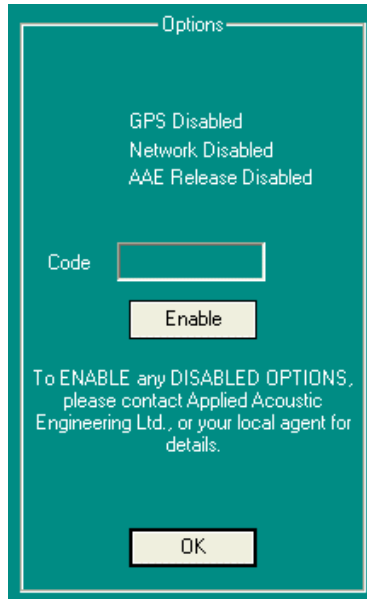 Options
GPS Disabled
Network Disabled
AAE Release Disabled
Code
Enable
To ENABLE any DISABLED OPTIONS,
please contact Applied Acoustic
Engineering Ltd., or your local agent for
details.
OK